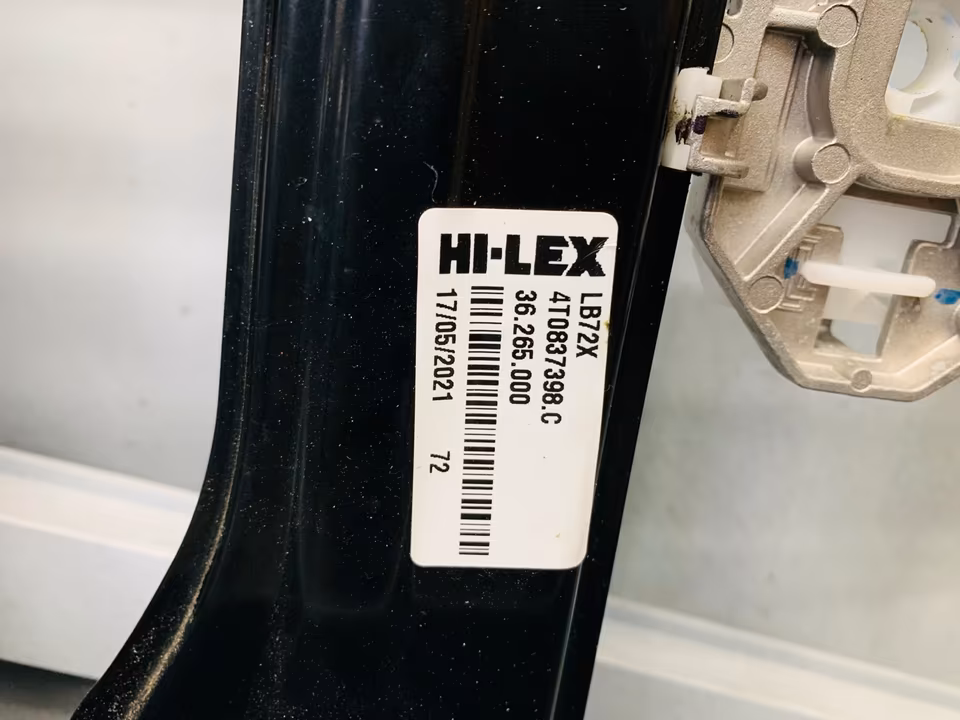 HI-LEX
LB72X
4T0837398.C
36.265.000
17/05/2021 72